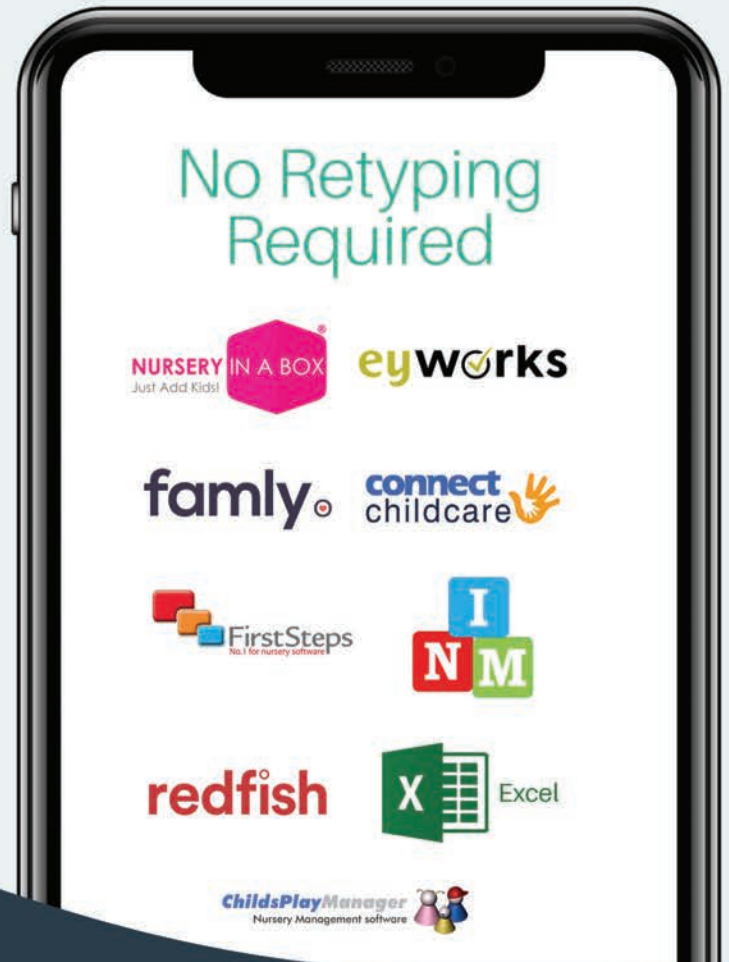 No Retyping
Required
NURSERY IN A BOX®
Just Add Kids!
eyworks
famly
connect
childcare
FirstSteps
No.1 for nursery software
I
N M
redfish
X Excel
ChildsPlayManager
Nursery Management software